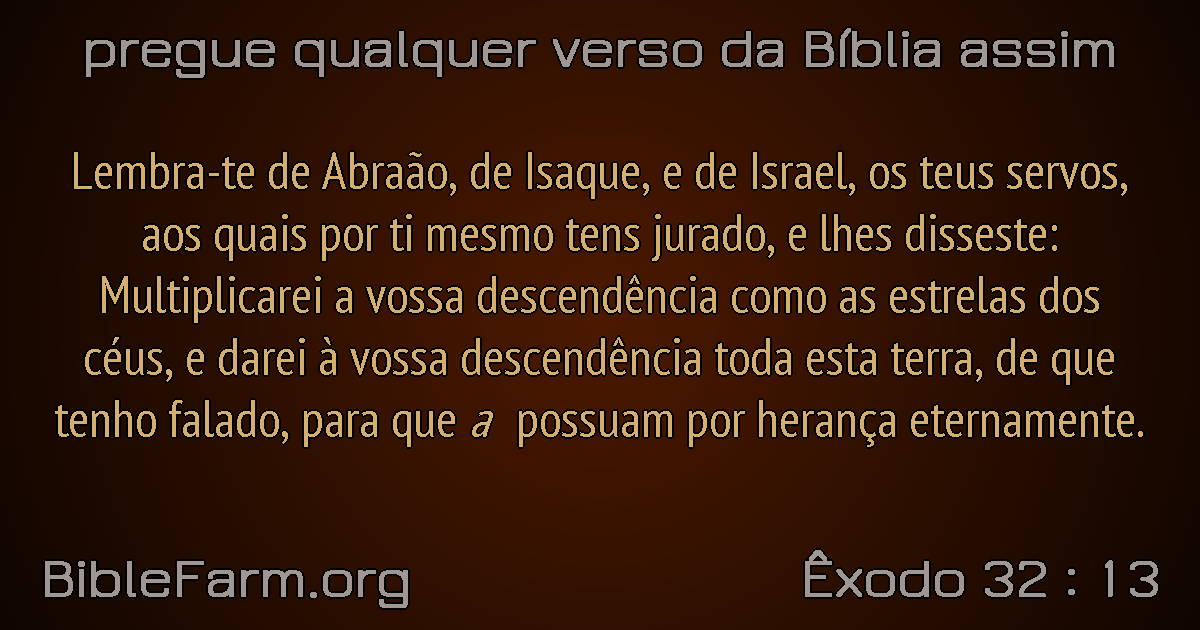 pregue qualquer verso da Bíblia assim
Lembra-te de Abraão, de Isaque, e de Israel, os teus servos,
aos quais por ti mesmo tens jurado, e lhes disseste:
Multiplicarei a vossa descendência como as estrelas dos
céus, e darei à vossa descendência toda esta terra, de que
tenho falado, para que a possuam por herança eternamente.
BibleFarm.org
Êxodo 32 : 13